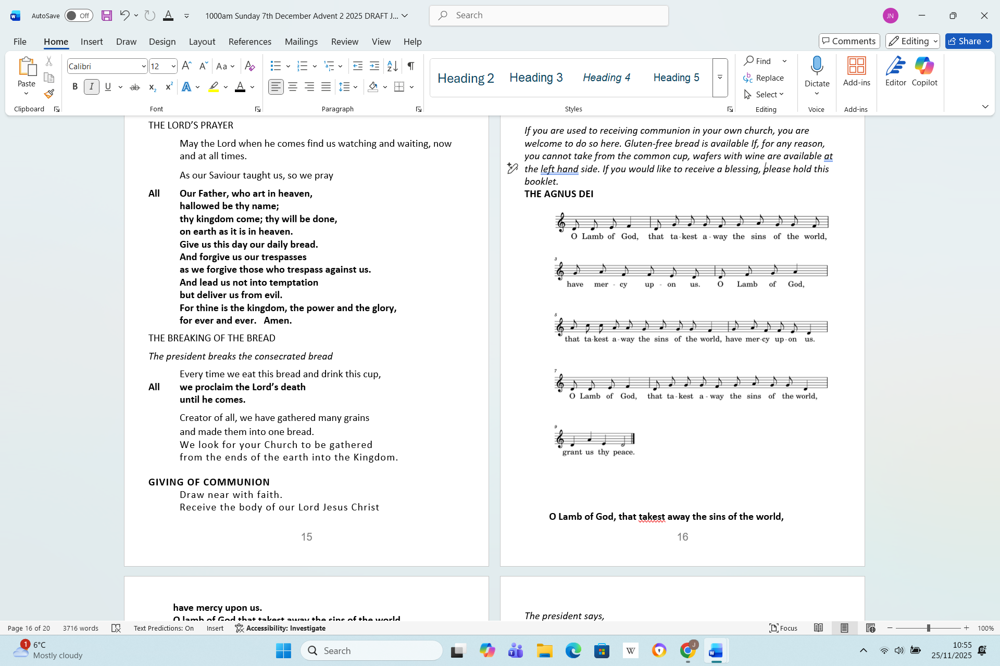 AutoSave Off 1000am Sunday 7th December Advent 2 2025 DRAFT J... Search JN
File Home Insert Draw Design Layout References Mailings Review View Help Comments Editing Share
Paste Calibri 12 Aa Heading 2 Heading 3 Heading 4 Heading 5 Find Replace Select Dictate Add-ins Editor Copilot
Clipboard Font Paragraph Styles Editing Voice Add-ins
THE LORD’S PRAYER
May the Lord when he comes find us watching and waiting, now
and at all times.
As our Saviour taught us, so we pray
All Our Father, who art in heaven,
hallowed be thy name;
thy kingdom come; thy will be done,
on earth as it is in heaven.
Give us this day our daily bread.
And forgive us our trespasses
as we forgive those who trespass against us.
And lead us not into temptation
but deliver us from evil.
For thine is the kingdom, the power and the glory,
for ever and ever. Amen.
THE BREAKING OF THE BREAD
The president breaks the consecrated bread
Every time we eat this bread and drink this cup,
All we proclaim the Lord’s death
until he comes.
Creator of all, we have gathered many grains
and made them into one bread.
We look for your Church to be gathered
from the ends of the earth into the Kingdom.
GIVING OF COMMUNION
Draw near with faith.
Receive the body of our Lord Jesus Christ
15
If you are used to receiving communion in your own church, you are
welcome to do so here. Gluten-free bread is available If, for any reason,
you cannot take from the common cup, wafers with wine are available at
the left hand side. If you would like to receive a blessing, please hold this
booklet.
THE AGNUS DEI
O Lamb of God, that ta-kest a-way the sins of the world,
3
have mer - cy up - on us. O Lamb of God,
5
that ta-kest a-way the sins of the world, have mer-cy up-on us.
7
O Lamb of God, that ta-kest a-way the sins of the world,
9
grant us thy peace.
O Lamb of God, that takest away the sins of the world,
16
have mercy upon us.
O lamb of God that takest away the sins of the world
The president says,
Page 16 of 20 3716 words Text Predictions: On Insert Accessibility: Investigate Focus 100%
1 6°C
Mostly cloudy
Search
10:55
25/11/2025